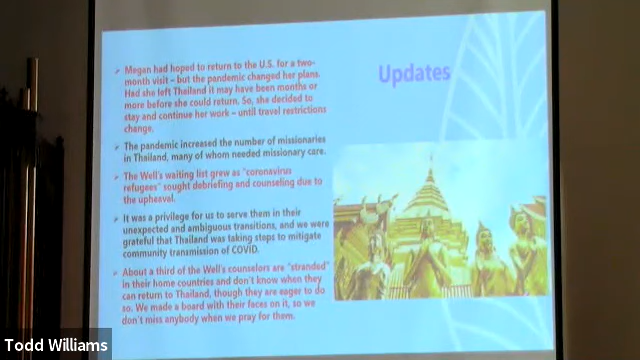 Updates
Megan had hoped to return to the U.S. for a two-
month visit – but the pandemic changed her plans.
Had she left Thailand it may have been months or
more before she could return. So, she decided to
stay and continue her work – until travel restrictions
change.
The pandemic increased the number of missionaries
in Thailand, many of whom needed missionary care.
The Well's waiting list grew as "coronavirus
refugees" sought debriefing and counseling due to
the upheaval.
It was a privilege for us to serve them in their
unexpected and ambiguous transitions, and we were
grateful that Thailand was taking steps to mitigate
community transmission of COVID.
About a third of the Well's counselors are "stranded"
in their home countries and don't know when they
can return to Thailand, though they are eager to do
so. We made a board with their faces on it, so we
don't miss anybody when we pray for them.
Todd Williams